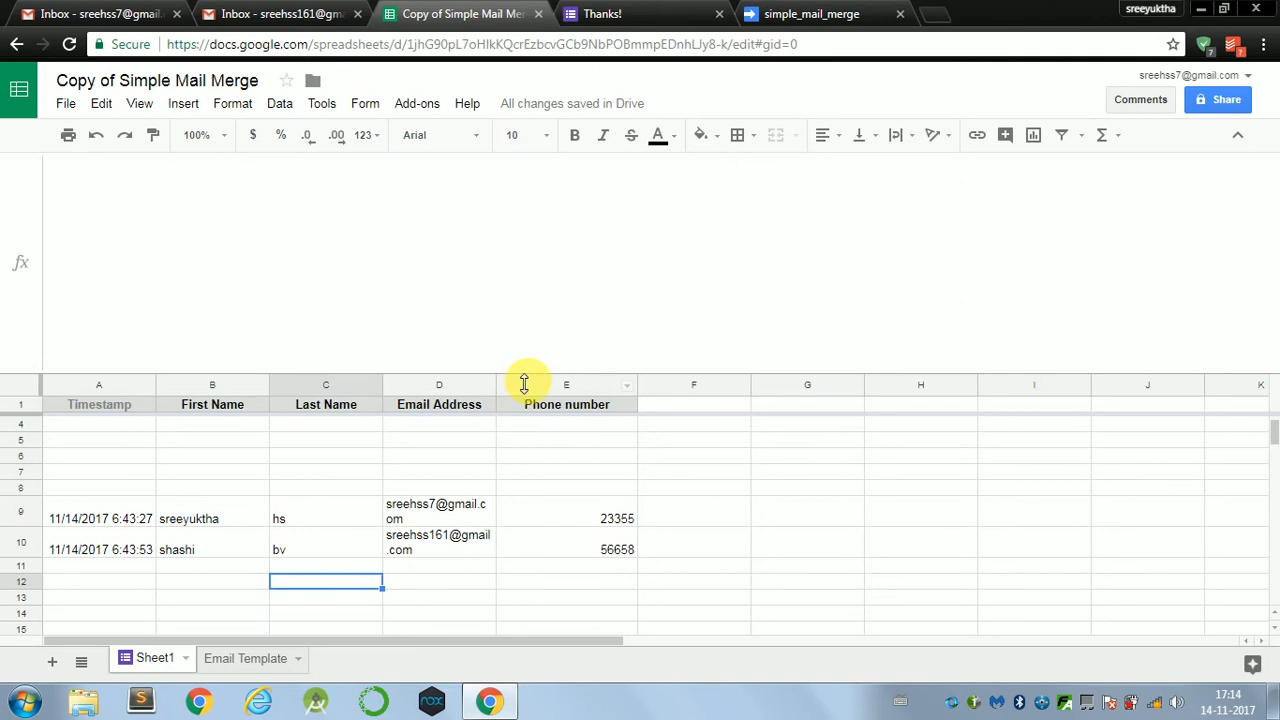 Inbox - sreehss7@gmail.
Inbox - sreehss161@gm
Copy of Simple Mail Mer
Thanks!
simple_mail_merge
sreeyuktha
Secure
https://docs.google.com/spreadsheets/d/1jhG90pL7oHIkKQcrEzbcvGCb9NbPOBmmpEDnhLJy8-k/edit#gid=0
7
7
Copy of Simple Mail Merge
sreehss7@gmail.com
File Edit View Insert Format Data Tools Form Add-ons Help
All changes saved in Drive
Comments
Share
100% $ % .0 .00 123 Arial 10 B I S A Σ
fx
A B C D E F G H I J K
1 Timestamp First Name Last Name Email Address Phone number
4
5
6
7
8
9 11/14/2017 6:43:27 sreeyuktha hs sreehss7@gmail.c
om 23355
10 11/14/2017 6:43:53 shashi bv sreehss161@gmail
.com 56658
11
12
13
14
15
Sheet1
Email Template
S
nox
17:14
14-11-2017